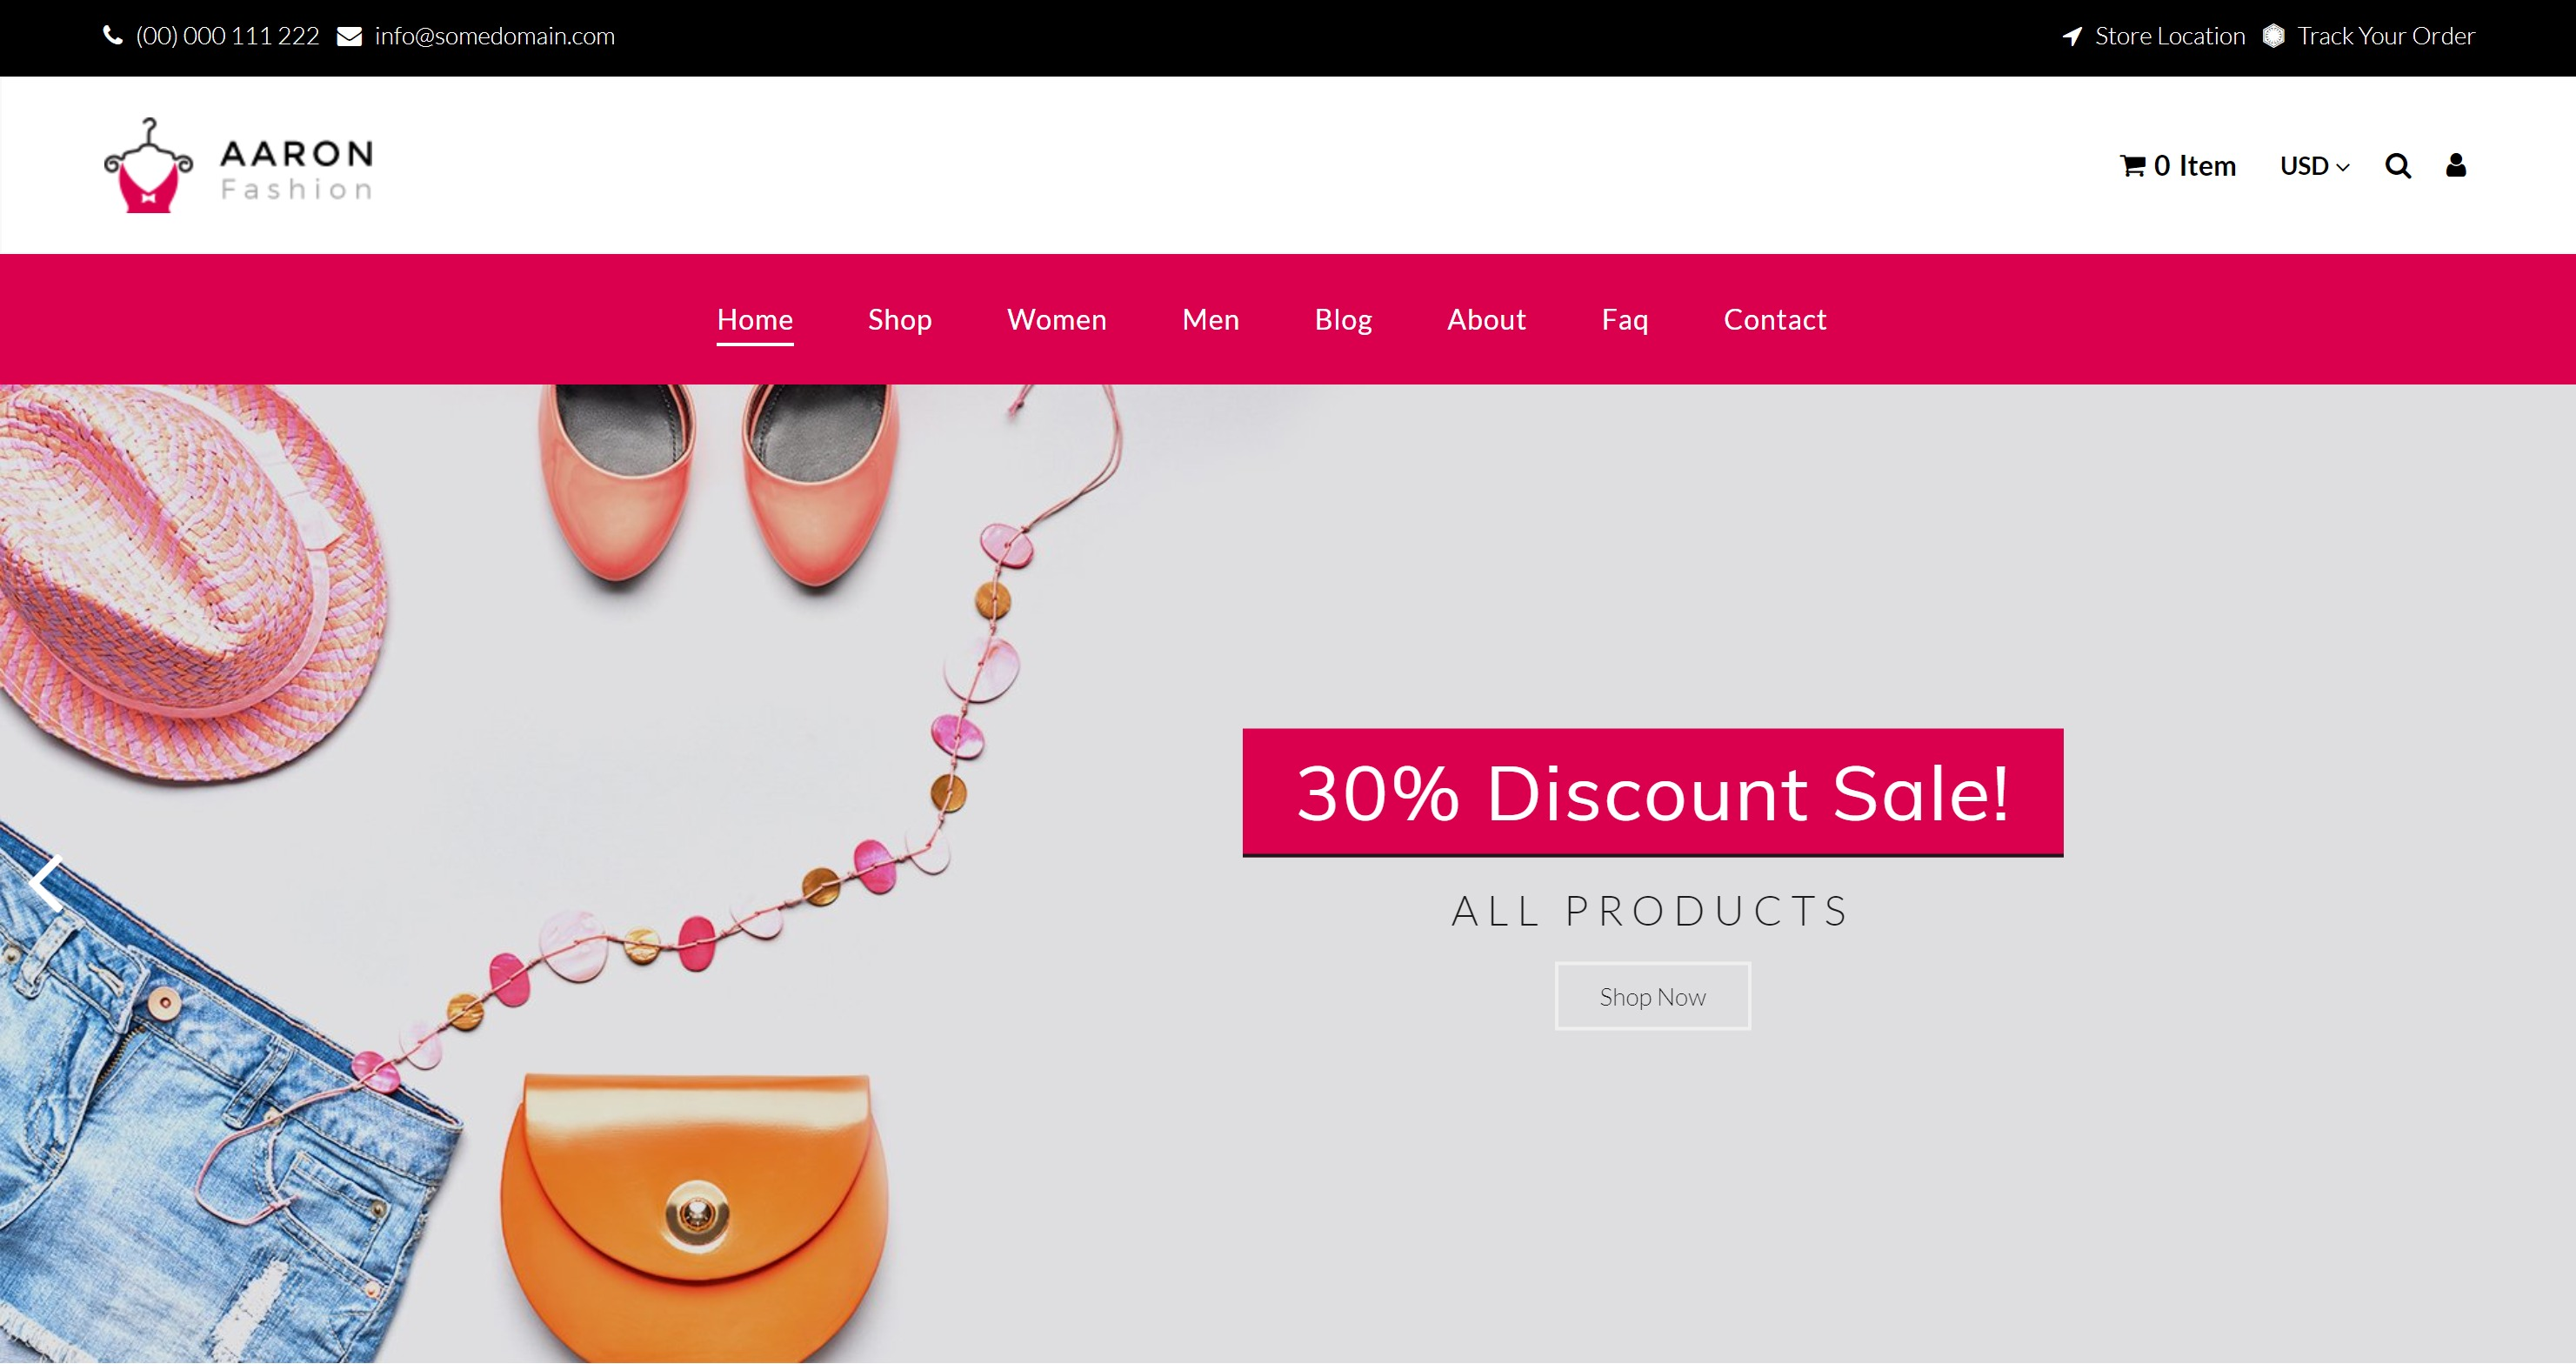 (00) 000 111 222 info@somedomain.com Store Location Track Your Order
AARON
Fashion
0 Item USD
Home Shop Women Men Blog About Faq Contact
30% Discount Sale!
ALL PRODUCTS
Shop Now